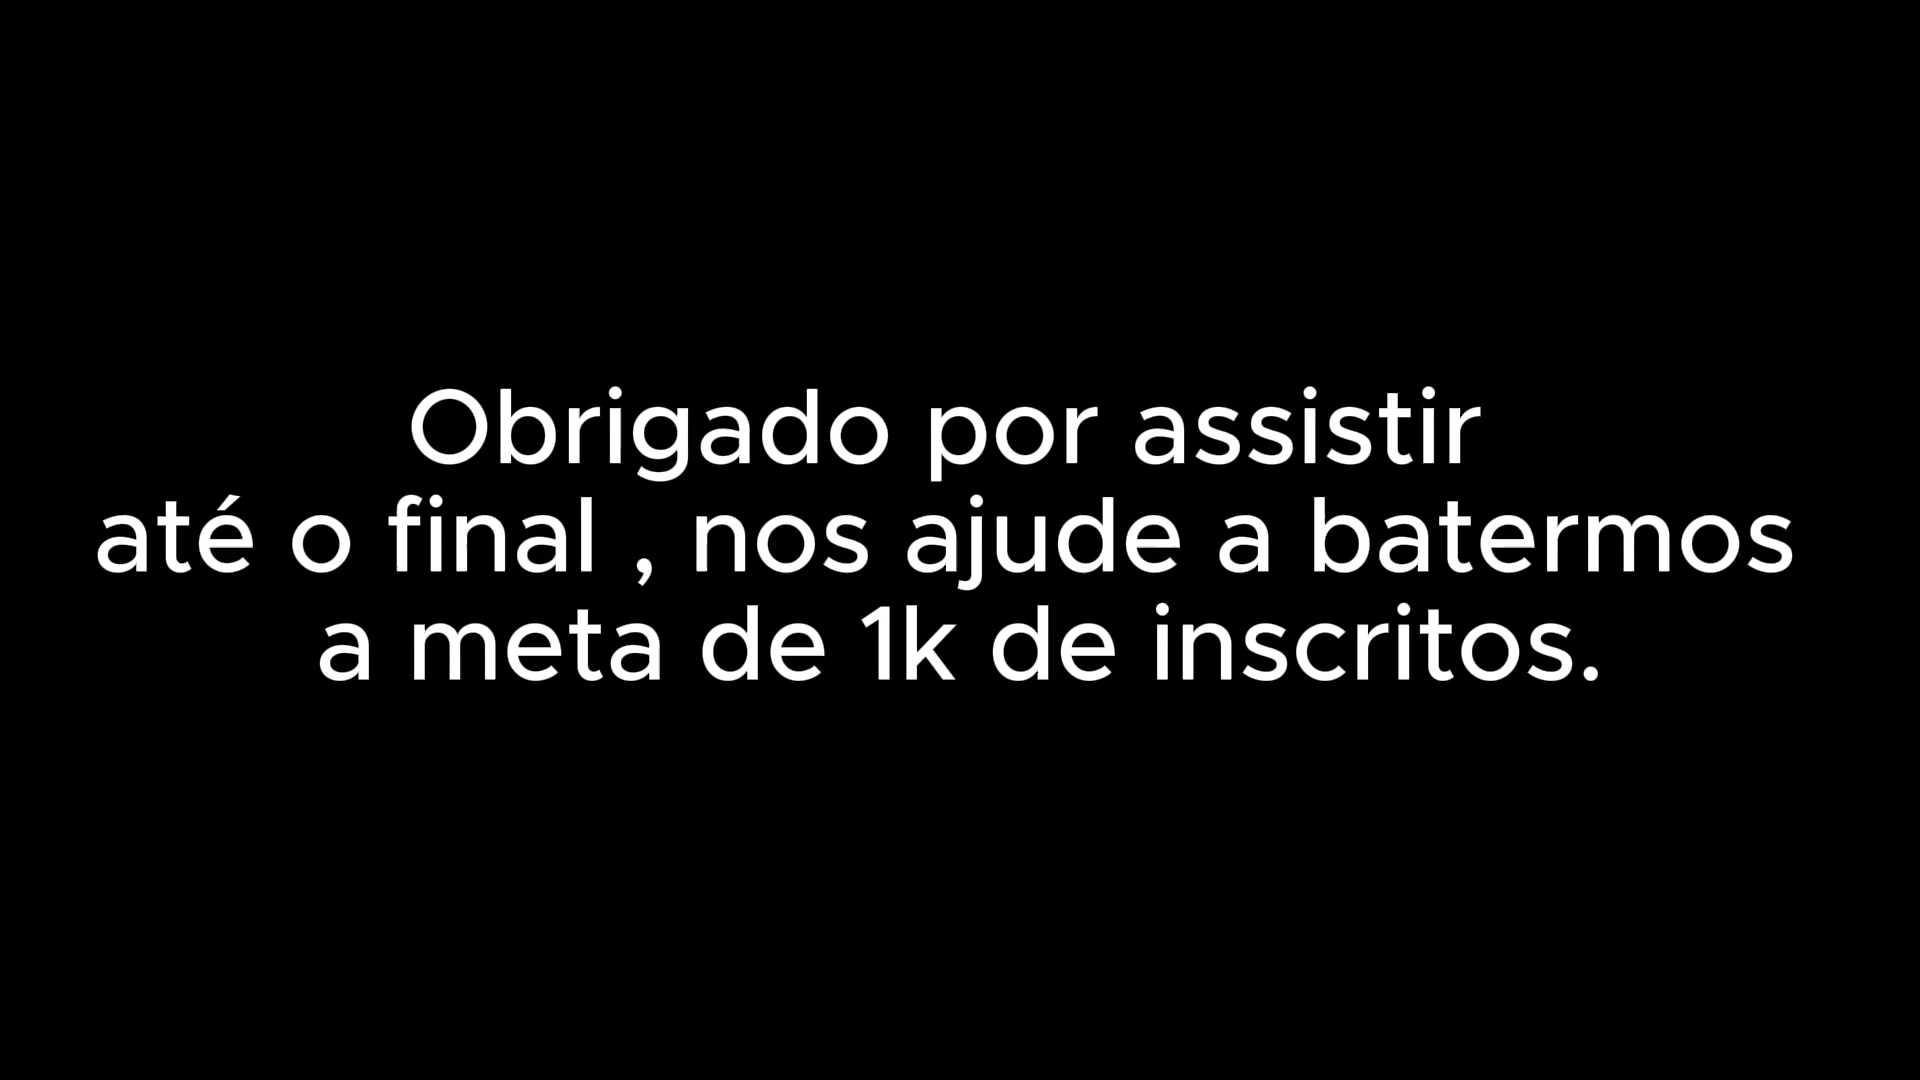 Obrigado por assistir
até o final , nos ajude a batermos
a meta de 1k de inscritos.